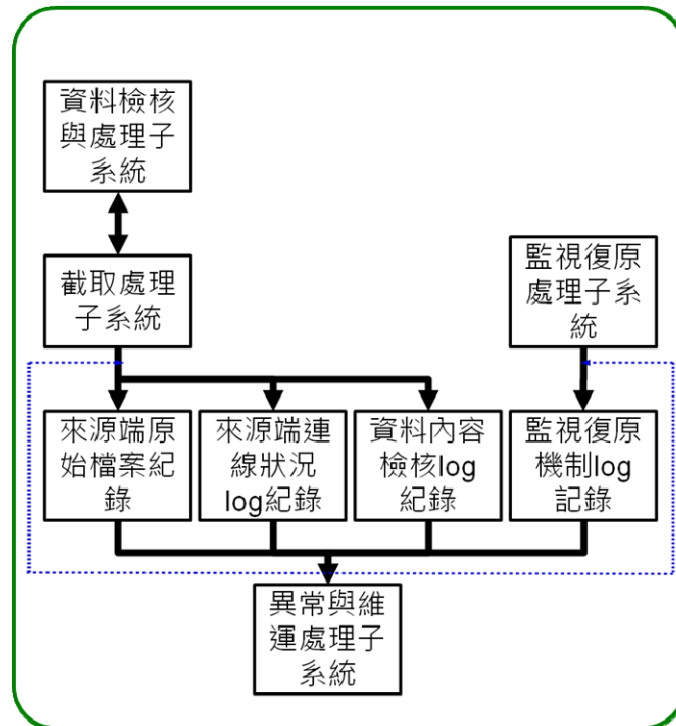 資料檢核
與處理子
系統
截取處理
子系統
監視復原
處理子系
統
來源端原
始檔案紀
錄
來源端連
線狀況
log紀錄
資料內容
檢核log
紀錄
監視復原
機制log
記錄
異常與維
運處理子
系統